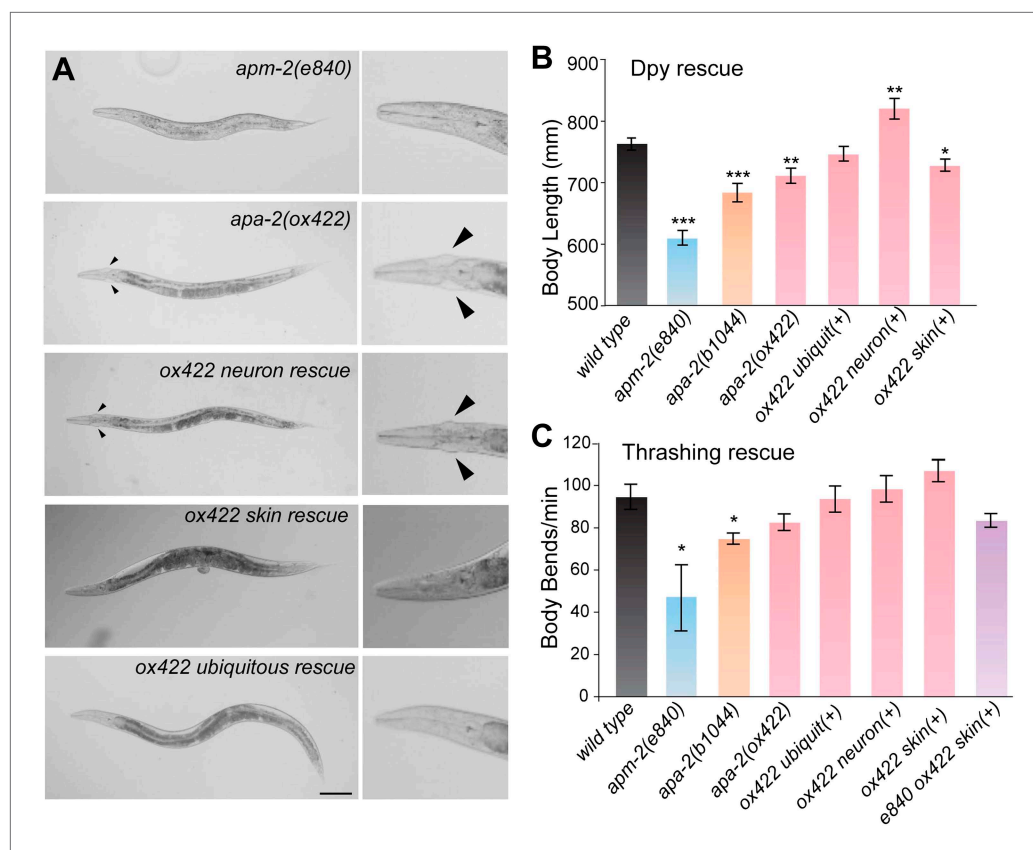 A
apm-2(e840)
apa-2(ox422)
ox422 neuron rescue
ox422 skin rescue
ox422 ubiquitous rescue
B
Dpy rescue
Body Length (mm)
900
800
700
600
500
***
***
**
**
*
wild type
apm-2(e840)
apa-2(b1044)
apa-2(ox422)
ox422 ubiquit(+)
ox422 neuron(+)
ox422 skin(+)
C
Thrashing rescue
Body Bends/min
120
100
80
60
40
20
0
*
*
wild type
apm-2(e840)
apa-2(b1044)
apa-2(ox422)
ox422 ubiquit(+)
ox422 neuron(+)
ox422 skin(+)
e840 ox422 skin(+)